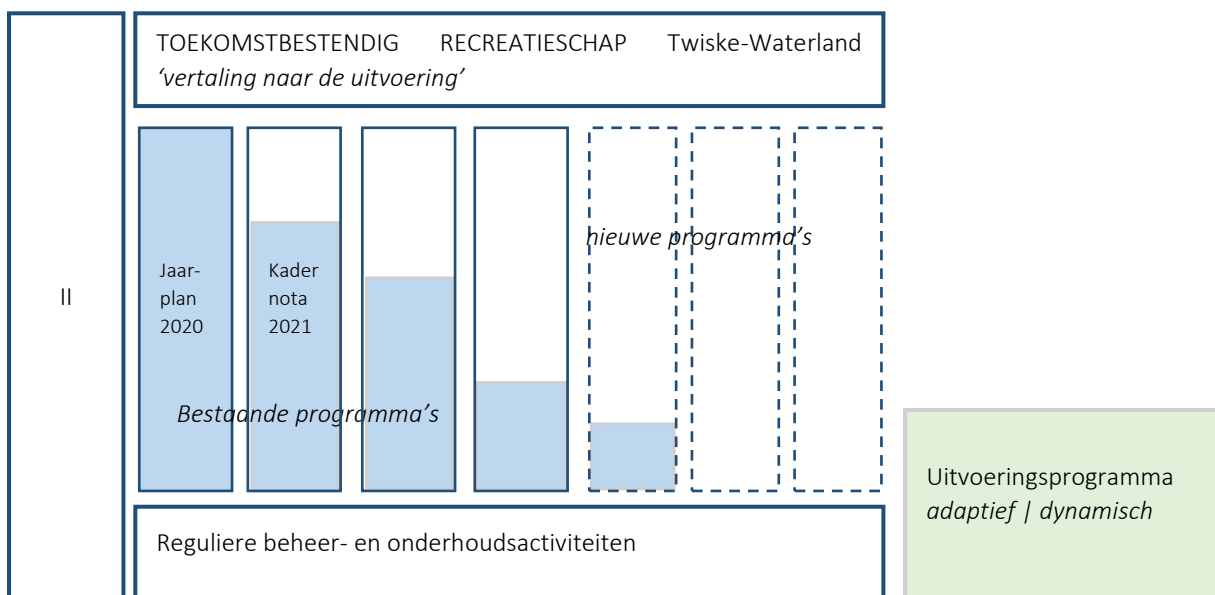 TOEKOMSTBESTENDIG RECREATIESCHAP Twiske-Waterland
‘vertaling naar de uitvoering’
II
Jaar-
plan
2020
Kader
nota
2021
nieuwe programma’s
Bestaande programma’s
Uitvoeringsprogramma
adaptief | dynamisch
Reguliere beheer- en onderhoudsactiviteiten